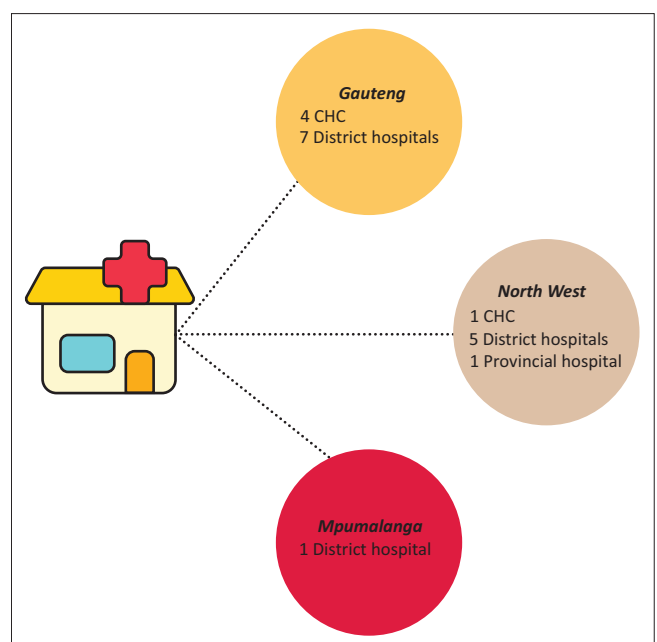 Gauteng
4 CHC
7 District hospitals
North West
1 CHC
5 District hospitals
1 Provincial hospital
Mpumalanga
1 District hospital